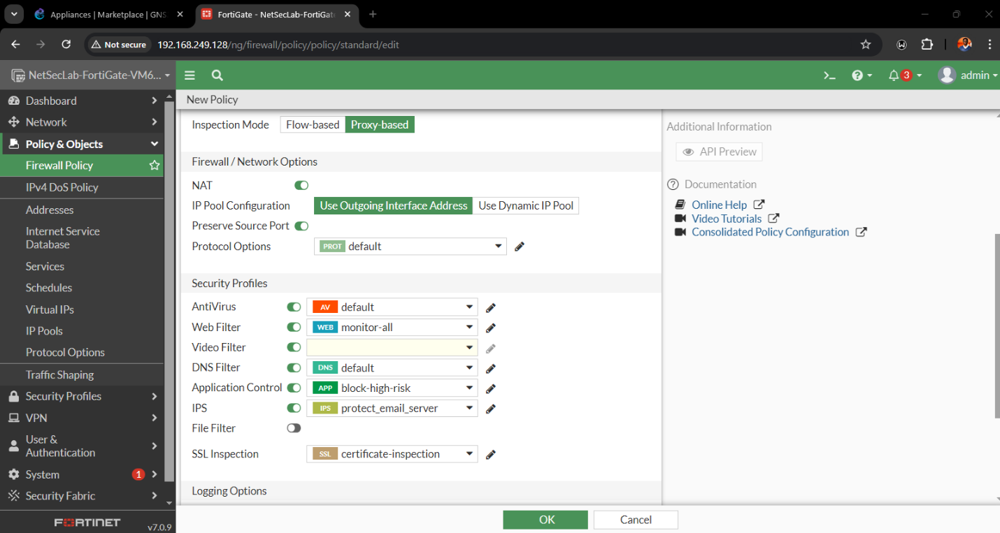 Appliances | Marketplace | GNS
FortiGate - NetSecLab-FortiGate
Not secure
192.168.249.128/ng/firewall/policy/policy/standard/edit
NetSecLab-FortiGate-VM6...
3
admin
Dashboard
Network
Policy & Objects
Firewall Policy
IPv4 DoS Policy
Addresses
Internet Service
Database
Services
Schedules
Virtual IPs
IP Pools
Protocol Options
Traffic Shaping
Security Profiles
VPN
User &
Authentication
System 1
Security Fabric
FORTINET
v7.0.9
New Policy
Inspection Mode Flow-based Proxy-based
Firewall / Network Options
NAT
IP Pool Configuration Use Outgoing Interface Address Use Dynamic IP Pool
Preserve Source Port
Protocol Options PROT default
Security Profiles
AntiVirus AV default
Web Filter WEB monitor-all
Video Filter
DNS Filter DNS default
Application Control APP block-high-risk
IPS IPS protect_email_server
File Filter
SSL Inspection SSL certificate-inspection
Logging Options
OK Cancel
Additional Information
API Preview
Documentation
Online Help
Video Tutorials
Consolidated Policy Configuration